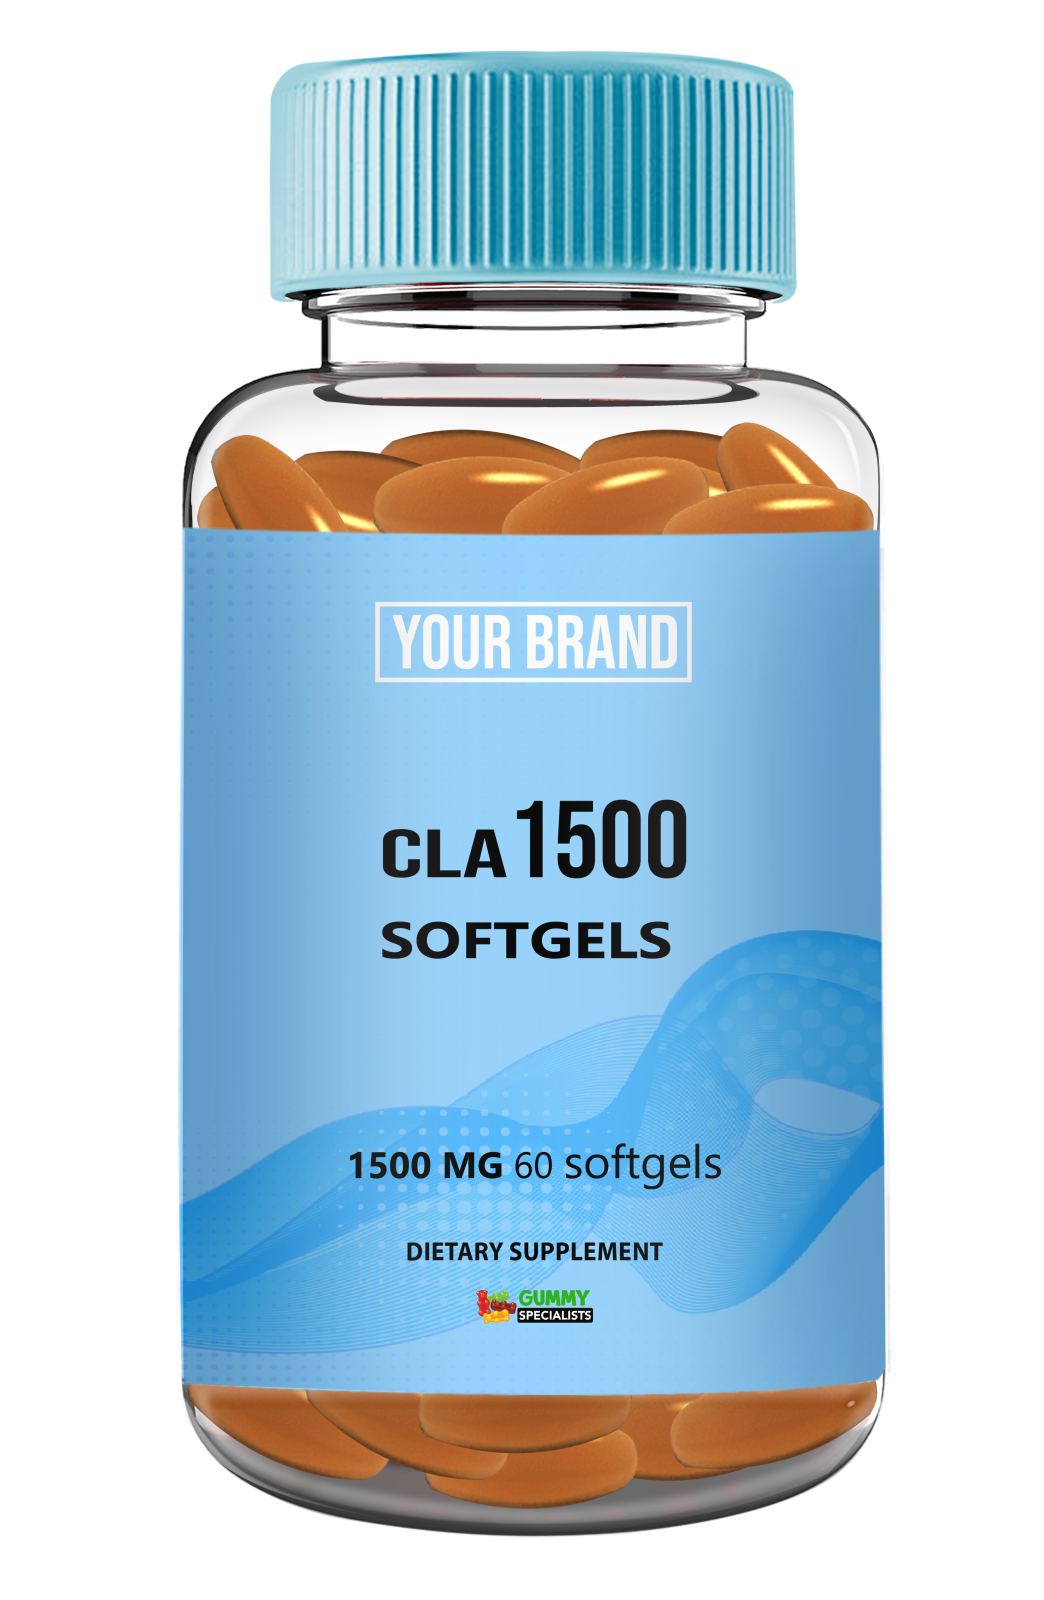 YOUR BRAND
CLA 1500
SOFTGELS
1500 MG 60 softgels
DIETARY SUPPLEMENT
GUMMY
SPECIALISTS